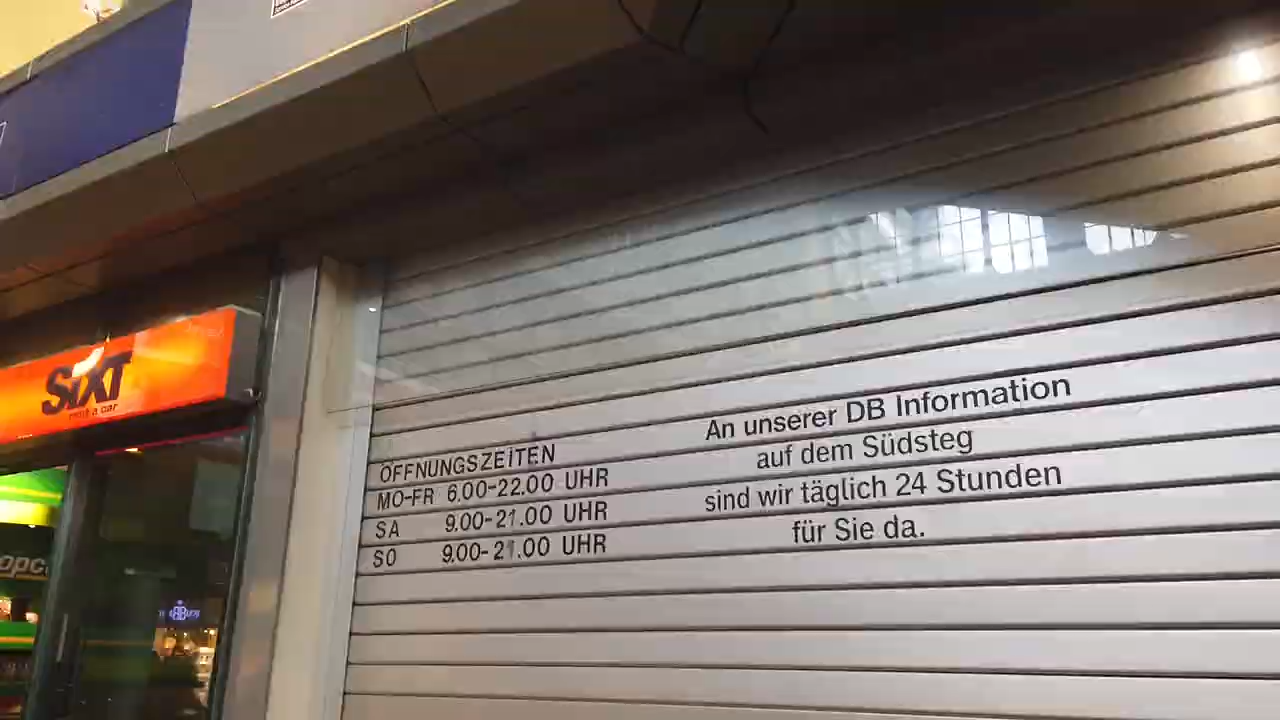 SiXT
rent a car
ÖFFNUNGSZEITEN
MO-FR 6.00-22.00 UHR
SA 9.00-21.00 UHR
SO 9.00-21.00 UHR
An unserer DB Information
auf dem Südsteg
sind wir täglich 24 Stunden
für Sie da.